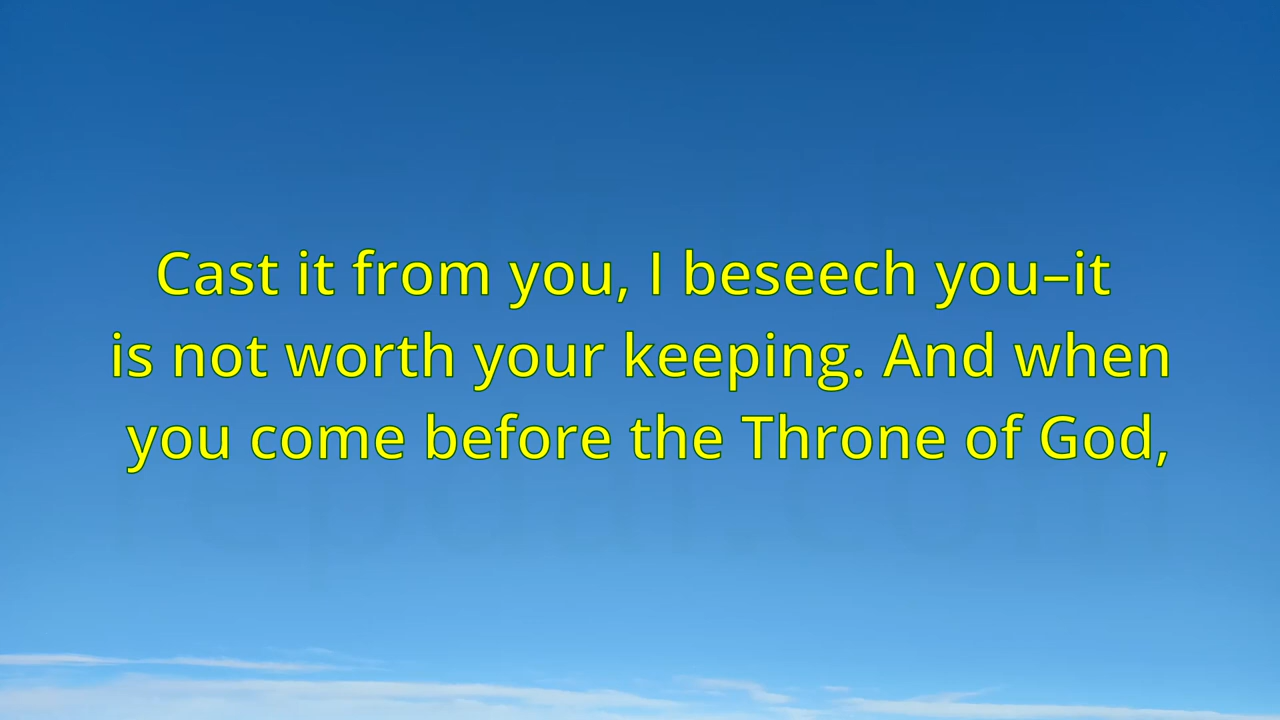 Cast it from you, I beseech you–it
is not worth your keeping. And when
you come before the Throne of God,